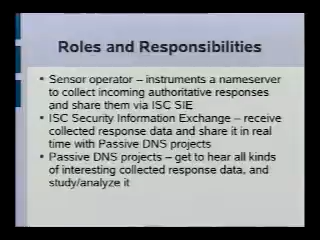 Roles and Responsibilities
• Sensor operator – instruments a nameserver
to collect incoming authoritative responses
and share them via ISC SIE
• ISC Security Information Exchange – receive
collected response data and share it in real
time with Passive DNS projects
• Passive DNS projects – get to hear all kinds
of interesting collected response data, and
study/analyze it